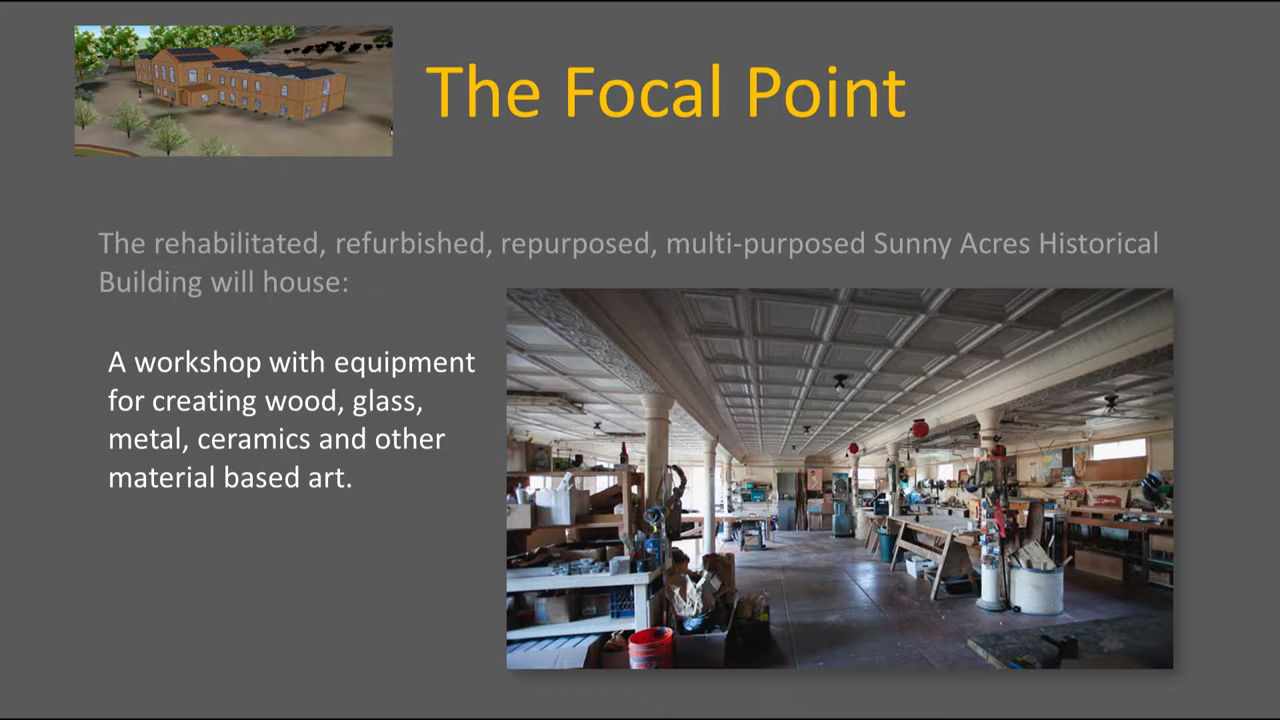 The Focal Point
The rehabilitated, refurbished, repurposed, multi-purposed Sunny Acres Historical
Building will house:
A workshop with equipment
for creating wood, glass,
metal, ceramics and other
material based art.